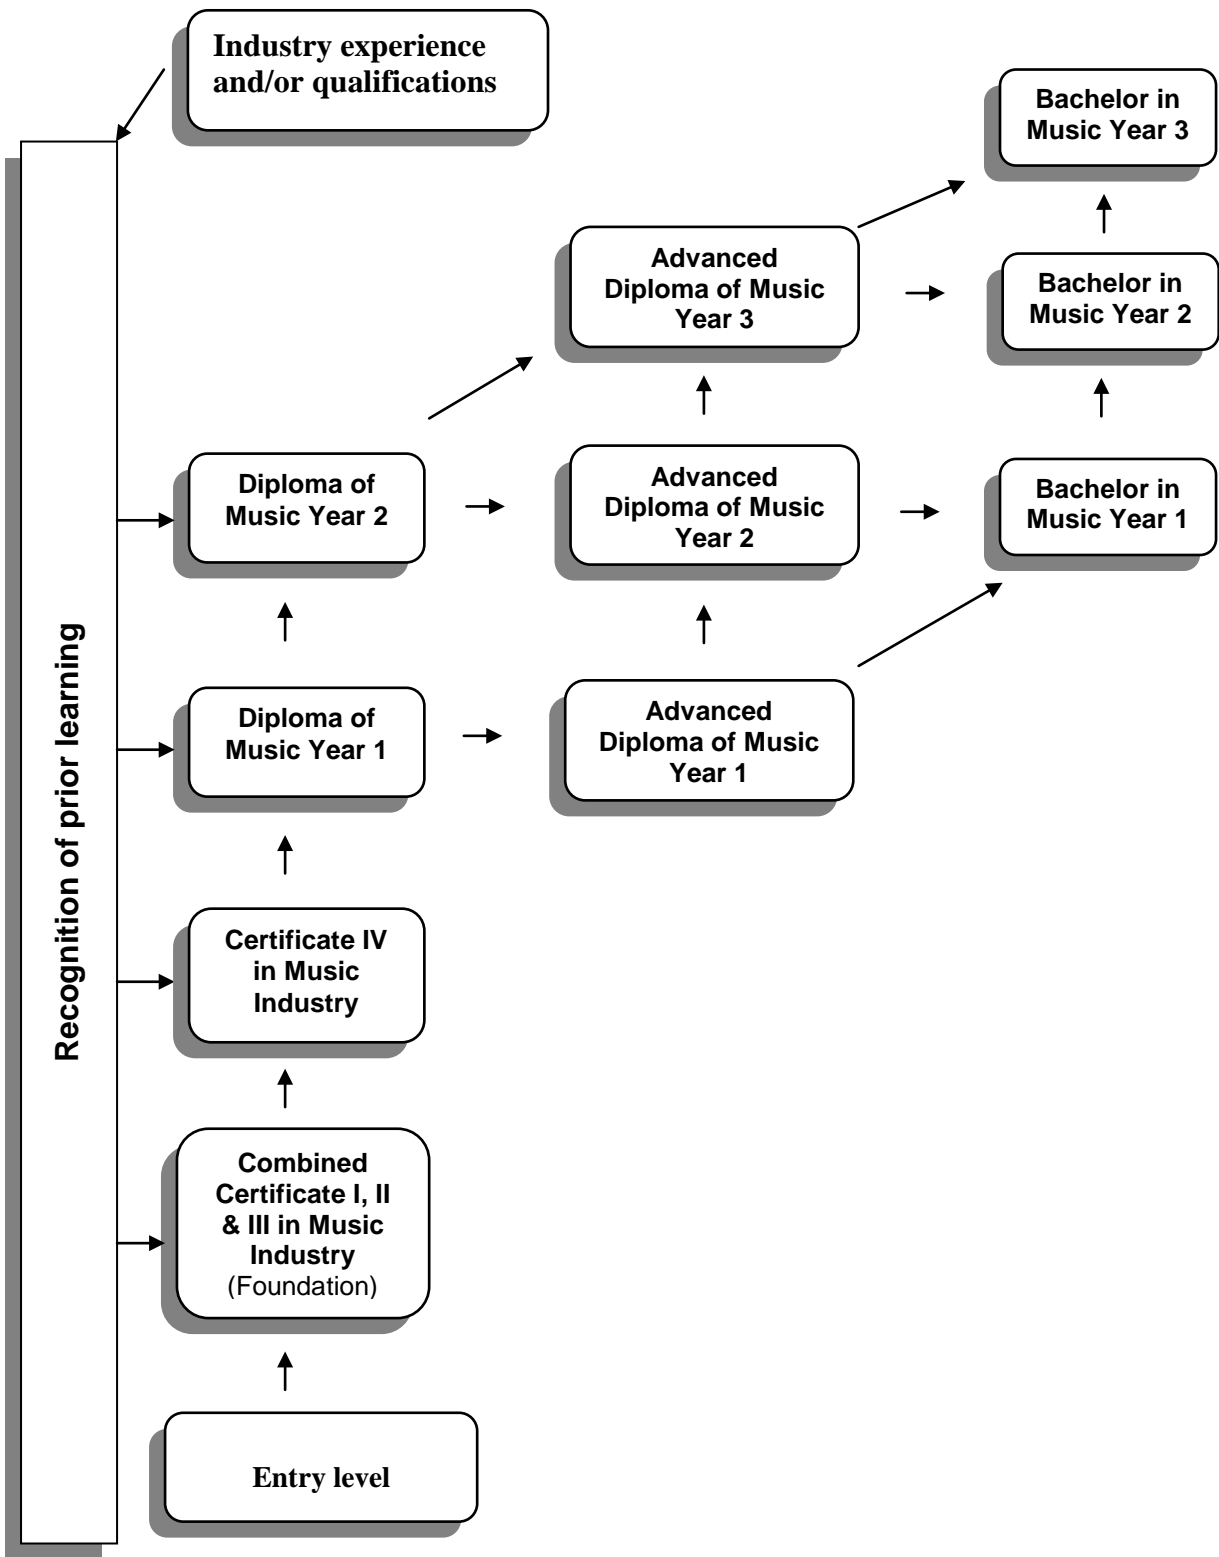 Industry experience
and/or qualifications
Bachelor in
Music Year 3
Advanced
Diploma of Music
Year 3
Bachelor in
Music Year 2
Diploma of
Music Year 2
Advanced
Diploma of Music
Year 2
Bachelor in
Music Year 1
Recognition of prior learning
Diploma of
Music Year 1
Advanced
Diploma of Music
Year 1
Certificate IV
in Music
Industry
Combined
Certificate I, II
& III in Music
Industry
(Foundation)
Entry level